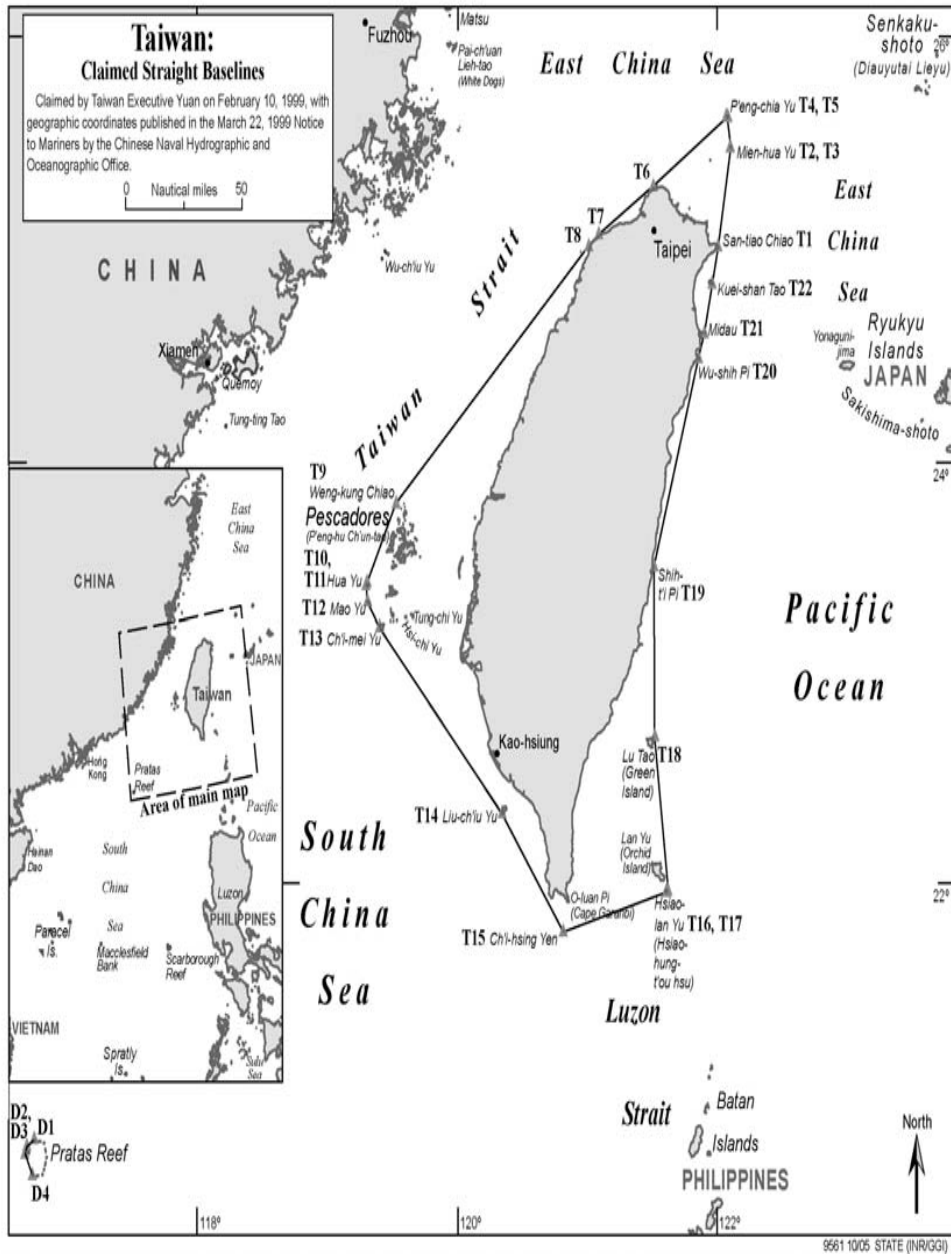 Taiwan:
Claimed Straight Baselines
Claimed by Taiwan Executive Yuan on February 10, 1999, with
geographic coordinates published in the March 22, 1999 Notice
to Mariners by the Chinese Naval Hydrographic and
Oceanographic Office.
0 Nautical miles 50
Fuzhou
Matsu
Pai-ch'uan
Lieh-tao
(White Dogs)
East China Sea
Senkaku-
shoto
(Diauyutai Lieyu)
26º
P'eng-chia Yu T4, T5
Mien-hua Yu T2, T3
T6
T7
T8
Taipei
San-tiao Chiao T1
East
China
Sea
Kuei-shan Tao T22
Midau T21
Wu-shih Pi T20
Yonaguni-
jima
Ryukyu
Islands
JAPAN
Sakishima-shoto
CHINA
Wu-ch'iu Yu
Taiwan Strait
Xiamen
Quemoy
Tung-ting Tao
24º
T9
Weng-kung Chiao
Pescadores
(P'eng-hu Ch'un-tao)
T10,
T11 Hua Yu
T12 Mao Yu
T13 Ch'i-mei Yu
Tung-chi Yu
Hsi-chi Yu
Shih-
t'i Pi T19
Pacific
Ocean
Kao-hsiung
Lu Tao T18
(Green
Island)
T14 Liu-ch'iu Yu
Lan Yu
(Orchid
Island)
22º
O-luan Pi
(Cape Garanbi)
T15 Ch'i-hsing Yen
Hsiao-
lan Yu T16, T17
(Hsiao-
hung-
t'ou hsu)
South
China
Sea
Luzon
Strait
Batan
Islands
PHILIPPINES
North
East
China
Sea
CHINA
JAPAN
Taiwan
Hong
Kong
Pratas
Reef
Area of main map
Pacific
Ocean
Hainan
Dao
South
China
Sea
Luzon
PHILIPPINES
Paracel
Is.
Macclesfield
Bank
Scarborough
Reef
VIETNAM
Spratly
Is.
Sulu
Sea
D2,
D3
D1
Pratas Reef
D4
118º
120º
122º
9561 10/05 STATE (INR/GGI)